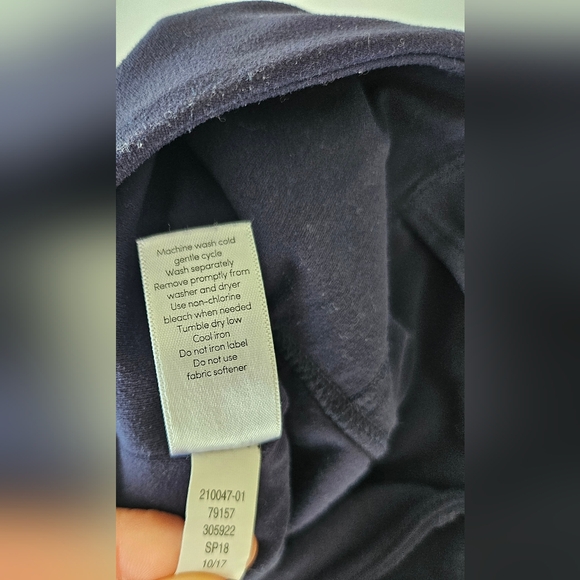 Machine wash cold
gentle cycle
Wash separately
Remove promptly from
washer and dryer
Use non-chlorine
bleach when needed
Tumble dry low
Cool iron
Do not iron label
Do not use
fabric softener
210047-01
79157
305922
SP18
10/17